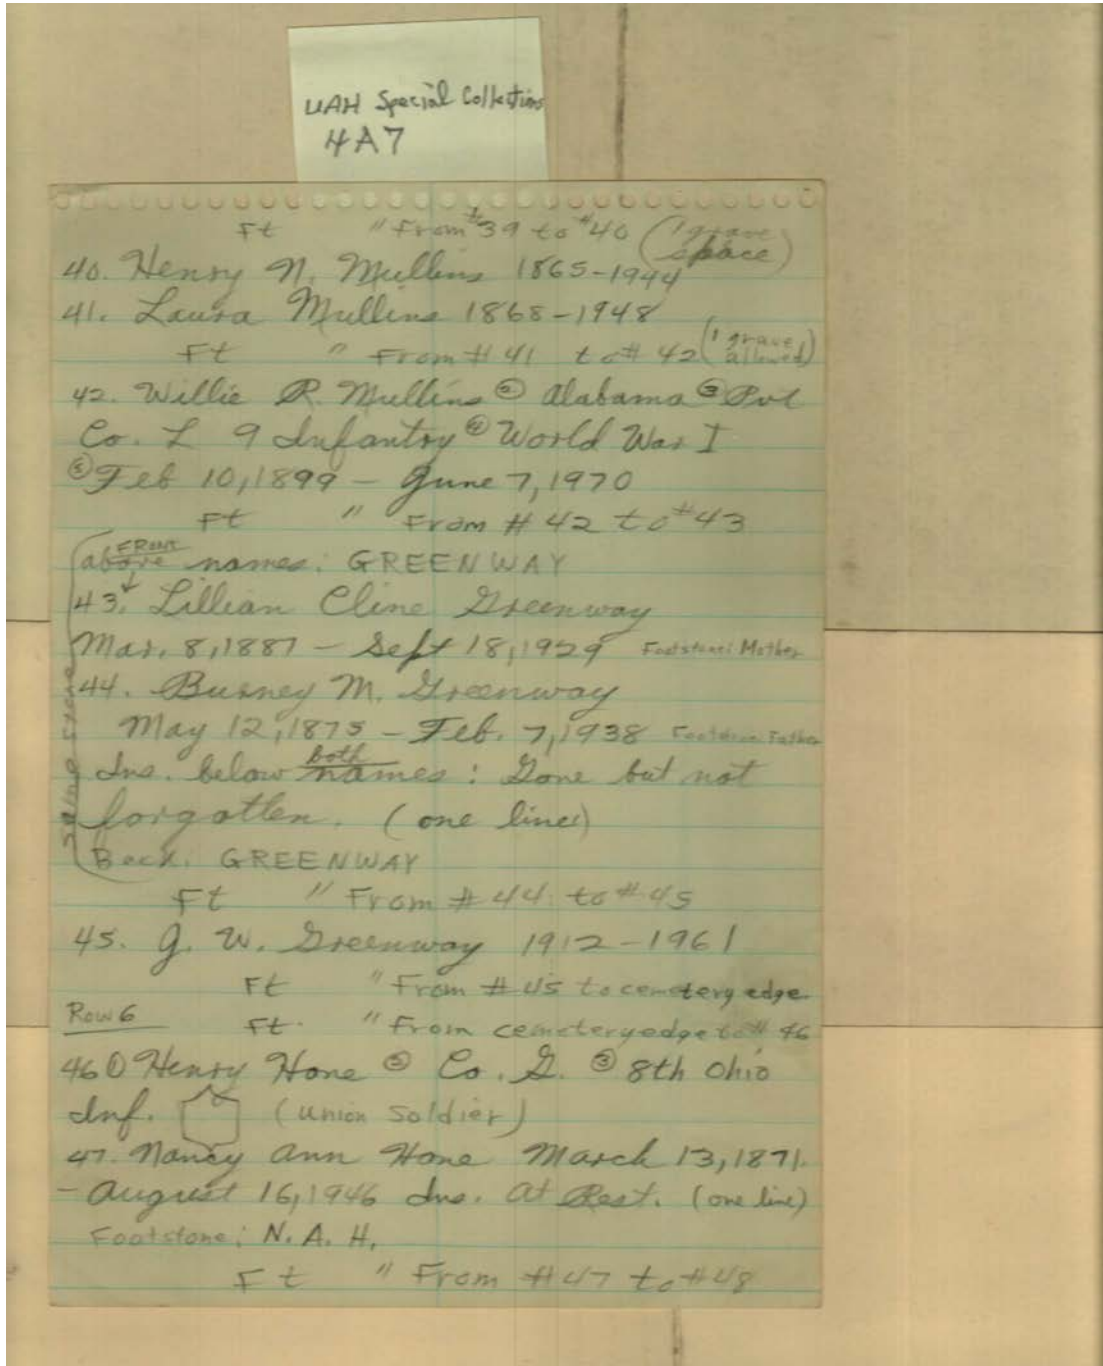 UAH Special Collections
4A7
Ft " From #39 to #40 (1 grave space)
40. Henry N. Mullins 1865-1944
41. Laura Mullins 1868-1948
Ft " From #41 to #42 (1 grave allowed)
42. Willie R. Mullins ② Alabama ③ Pvt
Co. L 9 Infantry ④ World War I
⑤ Feb 10, 1899 - June 7, 1970
Ft " From #42 to #43
FRONT
above names: GREENWAY
43. Lillian Cline Greenway
Mar. 8, 1887 - Sept 18, 1929 Footstone: Mother
44. Burney M. Greenway
May 12, 1875 - Feb. 7, 1938 Footstone: Father
Ins. below both names: Gone but not
forgotten. (one line)
Back: GREENWAY
Same stone
Ft " From #44 to #45
45. G. W. Greenway 1912-1961
Ft " From #45 to cemetery edge
Row 6
Ft. " From cemetery edge to #46
46 ① Henry Hone ② Co. G. ③ 8th Ohio
Inf. (Union Soldier)
47. Nancy Ann Hone March 13, 1871.
- August 16, 1946 Ins. At Rest. (one line)
Footstone: N. A. H.
Ft " From #47 to #48